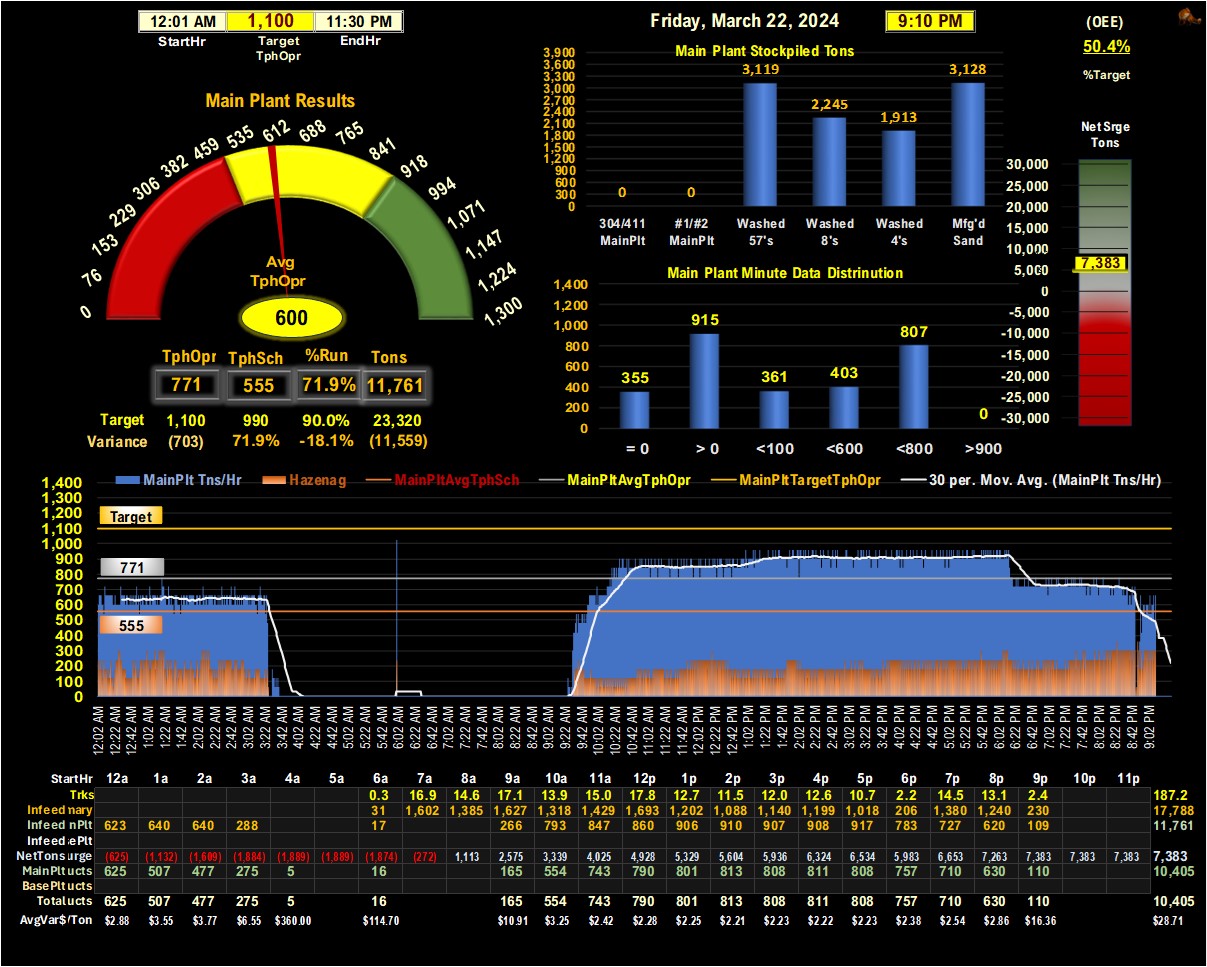 12:01 AM 1,100 11:30 PM
StartHr Target EndHr
TphOpr
Friday, March 22, 2024 9:10 PM
(OEE)
50.4%
%Target
Main Plant Results
0 76 153 229 306 382 459 535 612 688 765 841 918 994 1,071 1,147 1,224 1,300
Avg
TphOpr
600
TphOpr TphSch %Run Tons
771 555 71.9% 11,761
Target 1,100 990 90.0% 23,320
Variance (703) 71.9% -18.1% (11,559)
Main Plant Stockpiled Tons
3,900
3,600
3,300
3,000
2,700
2,400
2,100
1,800
1,500
1,200
900
600
300
0
0 0 3,119 2,245 1,913 3,128
304/411 #1/#2 Washed Washed Washed Mfg'd
MainPlt MainPlt 57's 8's 4's Sand
Main Plant Minute Data Distrinution
1,400
1,200
1,000
800
600
400
200
0
355 915 361 403 807 0
= 0 > 0 <100 <600 <800 >900
Net Srge
Tons
30,000
25,000
20,000
15,000
10,000
5,000
0
-5,000
-10,000
-15,000
-20,000
-25,000
-30,000
7,383
MainPlt Tns/Hr Hazenag MainPltAvgTphSch MainPltAvgTphOpr MainPltTargetTphOpr 30 per. Mov. Avg. (MainPlt Tns/Hr)
1,400
1,300
1,200
1,100
1,000
900
800
700
600
500
400
300
200
100
0
Target
771
555
12:02 AM 12:22 AM 12:42 AM 1:02 AM 1:22 AM 1:42 AM 2:02 AM 2:22 AM 2:42 AM 3:02 AM 3:22 AM 3:42 AM 4:02 AM 4:22 AM 4:42 AM 5:02 AM 5:22 AM 5:42 AM 6:02 AM 6:22 AM 6:42 AM 7:02 AM 7:22 AM 7:42 AM 8:02 AM 8:22 AM 8:42 AM 9:02 AM 9:22 AM 9:42 AM 10:02 AM 10:22 AM 10:42 AM 11:02 AM 11:22 AM 11:42 AM 12:02 PM 12:22 PM 12:42 PM 1:02 PM 1:22 PM 1:42 PM 2:02 PM 2:22 PM 2:42 PM 3:02 PM 3:22 PM 3:42 PM 4:02 PM 4:22 PM 4:42 PM 5:02 PM 5:22 PM 5:42 PM 6:02 PM 6:22 PM 6:42 PM 7:02 PM 7:22 PM 7:42 PM 8:02 PM 8:22 PM 8:42 PM 9:02 PM
StartHr 12a 1a 2a 3a 4a 5a 6a 7a 8a 9a 10a 11a 12p 1p 2p 3p 4p 5p 6p 7p 8p 9p 10p 11p
Trks 0.3 16.9 14.6 17.1 13.9 15.0 17.8 12.7 11.5 12.0 12.6 10.7 2.2 14.5 13.1 2.4 187.2
Infeed nary 31 1,602 1,385 1,627 1,318 1,429 1,693 1,202 1,088 1,140 1,199 1,018 206 1,380 1,240 230 17,788
Infeed nPlt 623 640 640 288 17 266 793 847 860 906 910 907 908 917 783 727 620 109 11,761
Infeed ePlt
NetTons urge (625) (1,132) (1,609) (1,884) (1,889) (1,889) (1,874) (272) 1,113 2,575 3,339 4,025 4,928 5,329 5,604 5,936 6,324 6,534 5,983 6,653 7,263 7,383 7,383 7,383 7,383
MainPlt ucts 625 507 477 275 5 16 165 554 743 790 801 813 808 811 808 757 710 630 110 10,405
BasePlt ucts
Total ucts 625 507 477 275 5 16 165 554 743 790 801 813 808 811 808 757 710 630 110 10,405
AvgVar$/Ton $2.88 $3.55 $3.77 $6.55 $360.00 $114.70 $10.91 $3.25 $2.42 $2.28 $2.25 $2.21 $2.23 $2.22 $2.23 $2.38 $2.54 $2.86 $16.36 $28.71